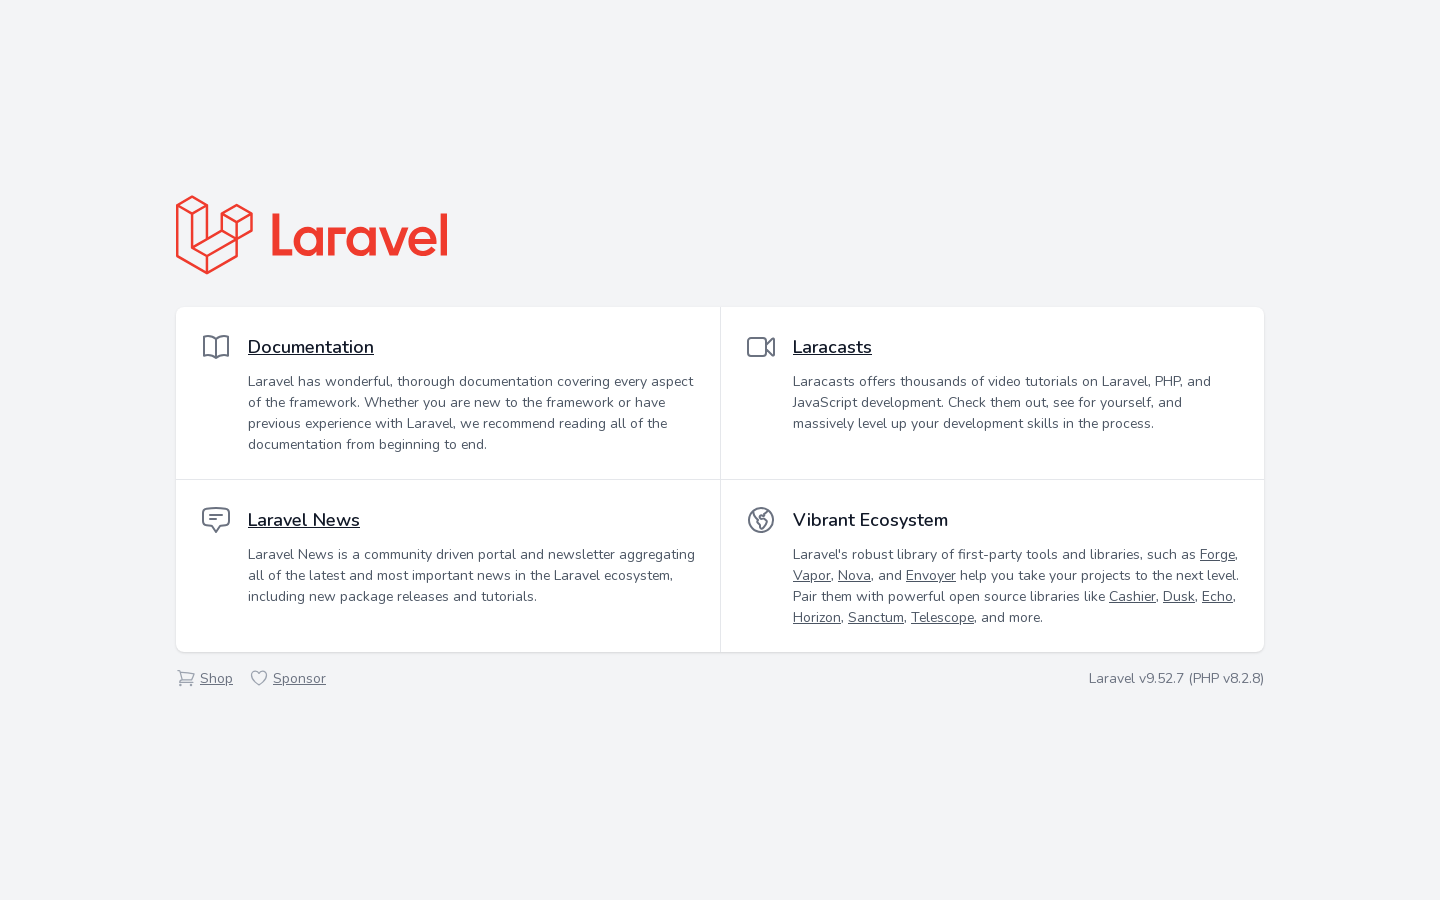 Laravel
Documentation
Laravel has wonderful, thorough documentation covering every aspect
of the framework. Whether you are new to the framework or have
previous experience with Laravel, we recommend reading all of the
documentation from beginning to end.
Laracasts
Laracasts offers thousands of video tutorials on Laravel, PHP, and
JavaScript development. Check them out, see for yourself, and
massively level up your development skills in the process.
Laravel News
Laravel News is a community driven portal and newsletter aggregating
all of the latest and most important news in the Laravel ecosystem,
including new package releases and tutorials.
Vibrant Ecosystem
Laravel's robust library of first-party tools and libraries, such as Forge,
Vapor, Nova, and Envoyer help you take your projects to the next level.
Pair them with powerful open source libraries like Cashier, Dusk, Echo,
Horizon, Sanctum, Telescope, and more.
Shop Sponsor
Laravel v9.52.7 (PHP v8.2.8)